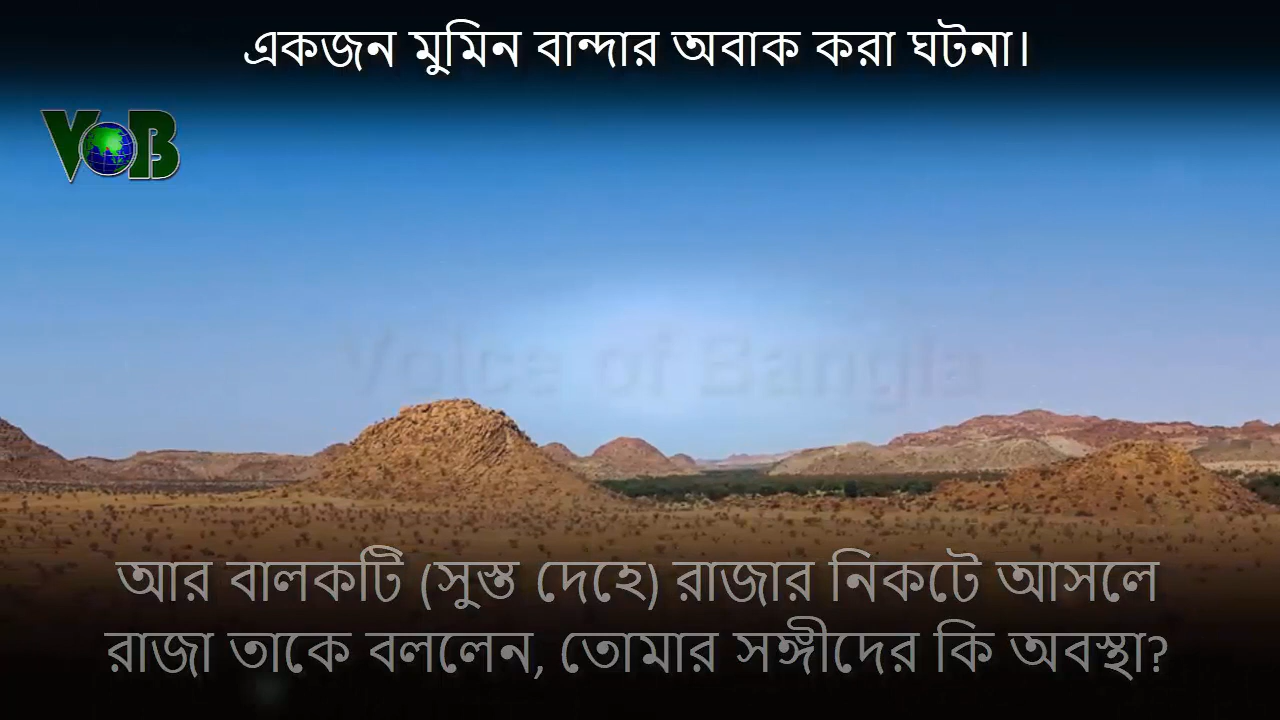 একজন মুমিন বান্দার অবাক করা ঘটনা।
VOB
Voice of Bangla
আর বালকটি (সুস্ত দেহে) রাজার নিকটে আসলে
রাজা তাকে বললেন, তোমার সঙ্গীদের কি অবস্থা?